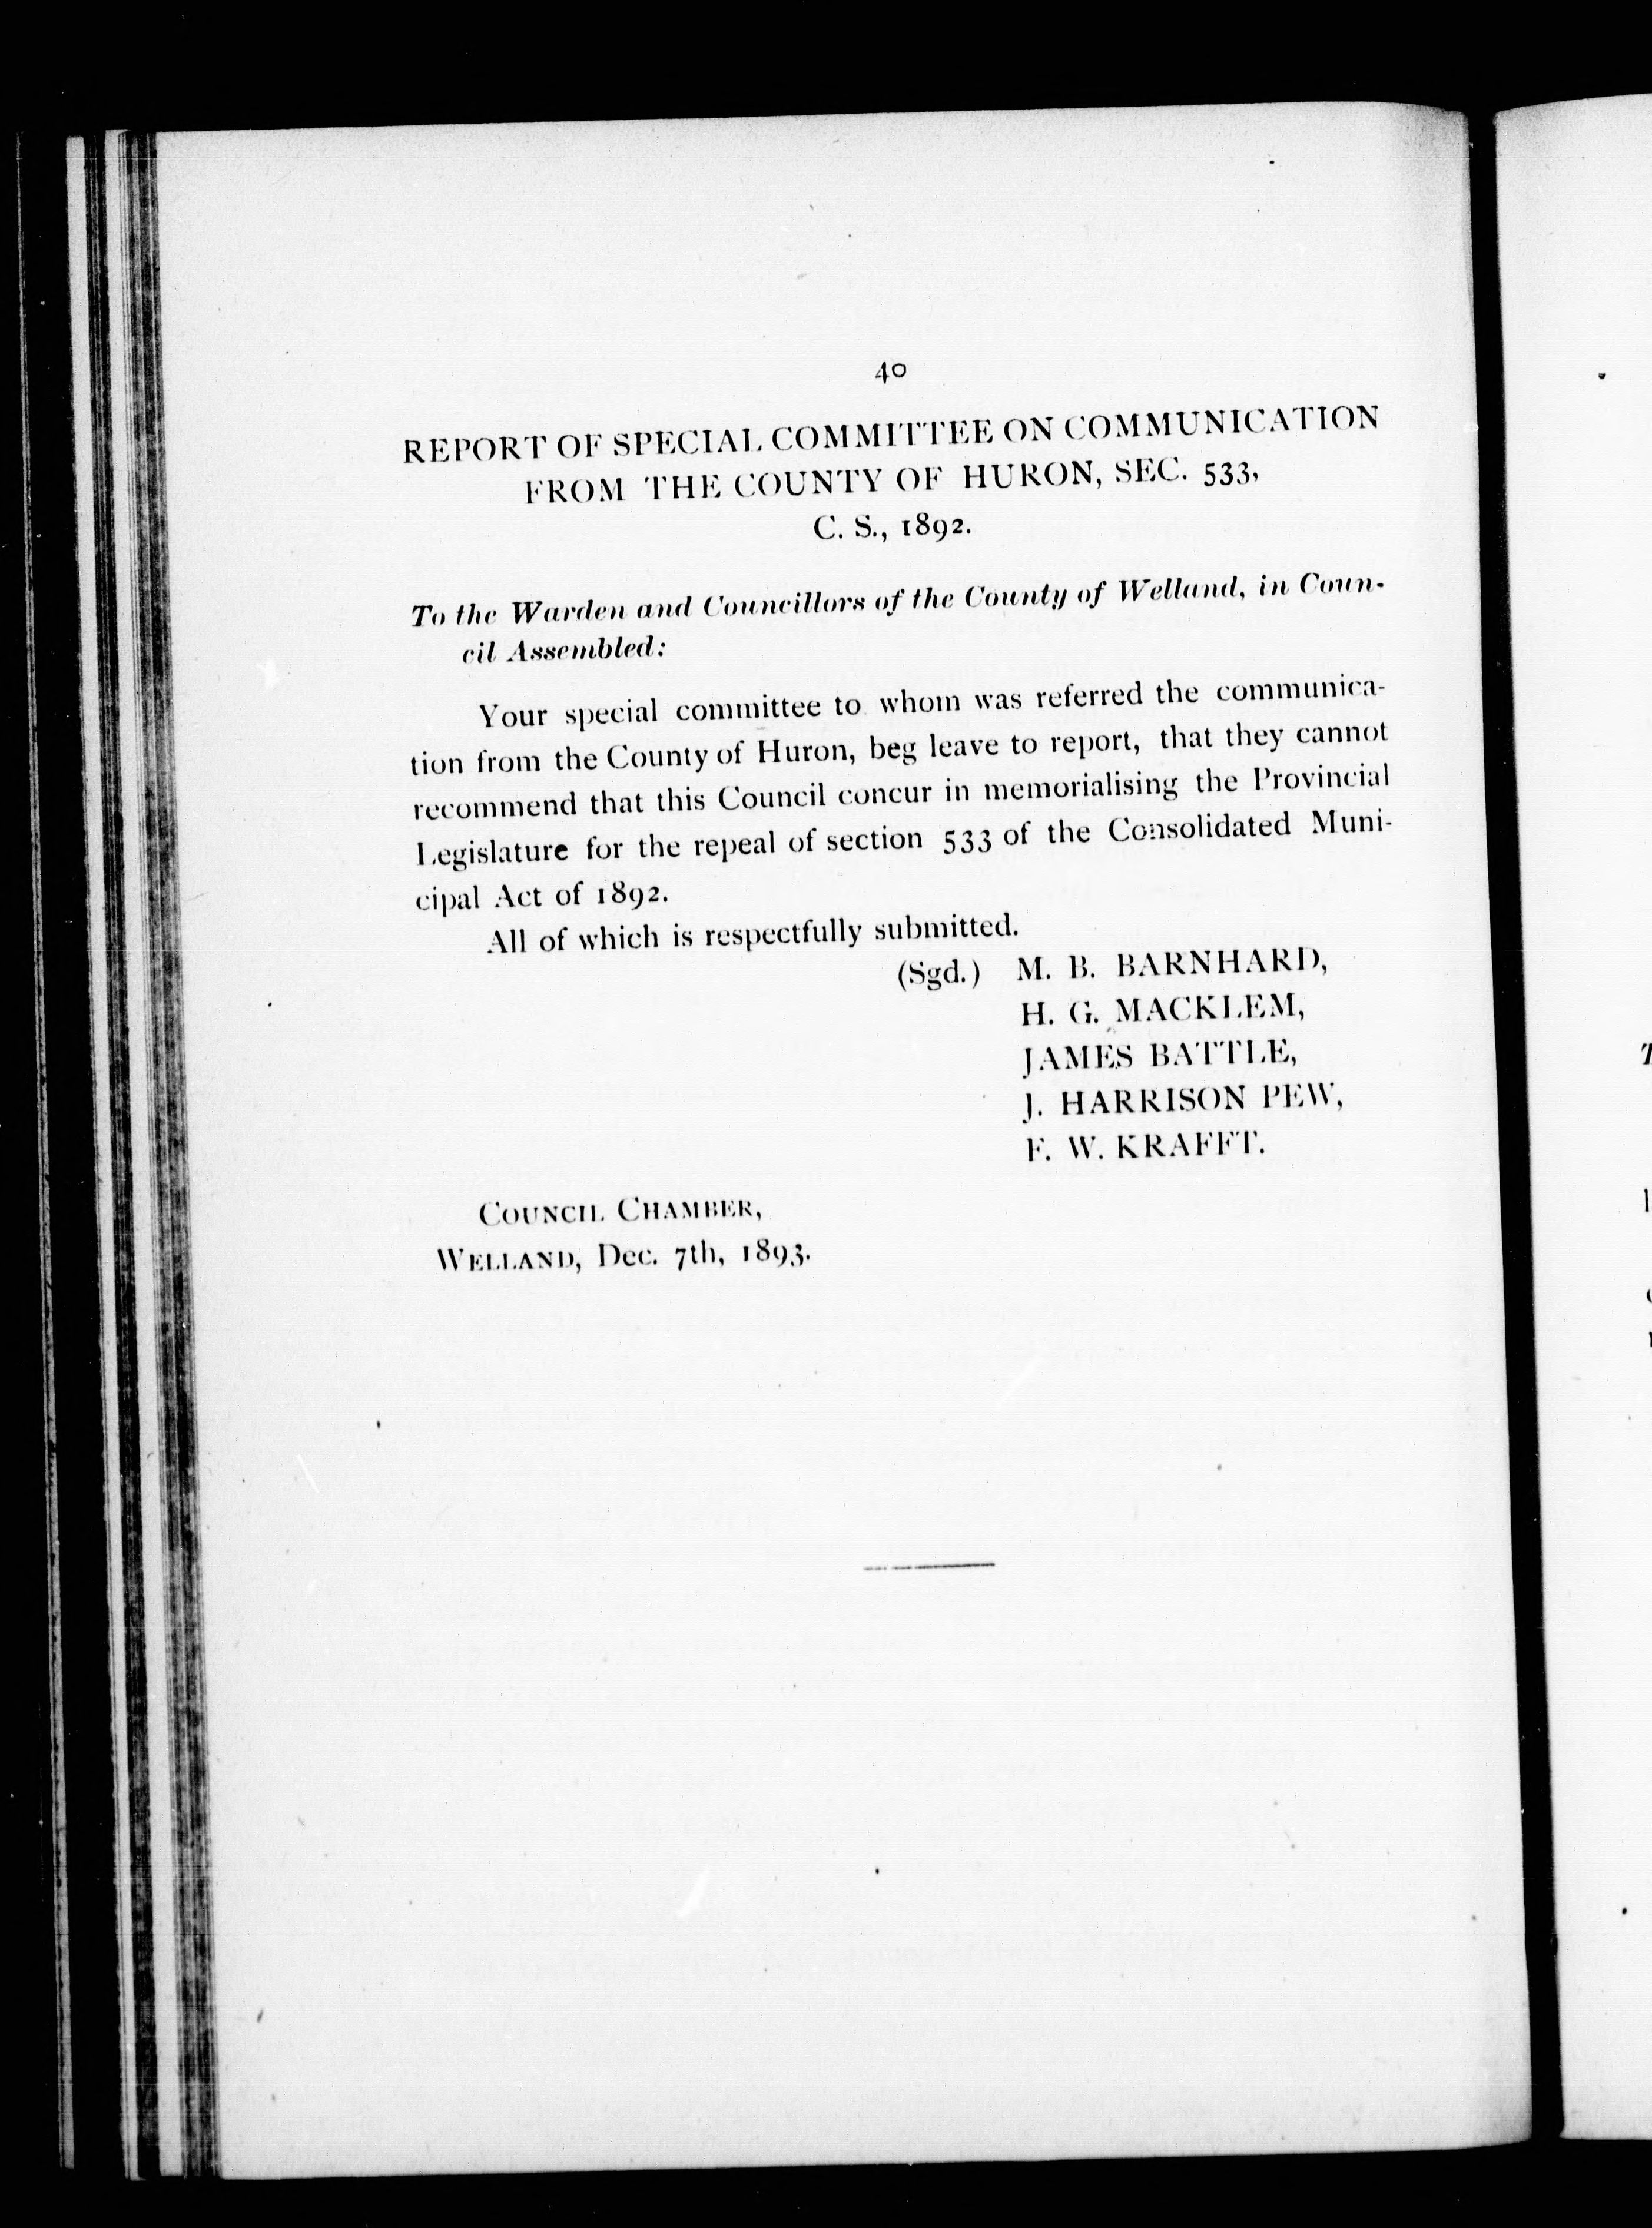 40
REPORT OF SPECIAL COMMITTEE ON COMMUNICATION
FROM THE COUNTY OF HURON, SEC. 533,
C. S., 1892.
To the Warden and Councillors of the County of Welland, in Coun-
cil Assembled:
Your special committee to whom was referred the communica-
tion from the County of Huron, beg leave to report, that they cannot
recommend that this Council concur in memorialising the Provincial
Legislature for the repeal of section 533 of the Consolidated Muni-
cipal Act of 1892.
All of which is respectfully submitted.
(Sgd.) M. B. BARNHARD,
H. G. MACKLEM,
JAMES BATTLE,
J. HARRISON PEW,
F. W. KRAFFT.
COUNCIL CHAMBER,
WELLAND, Dec. 7th, 1893.